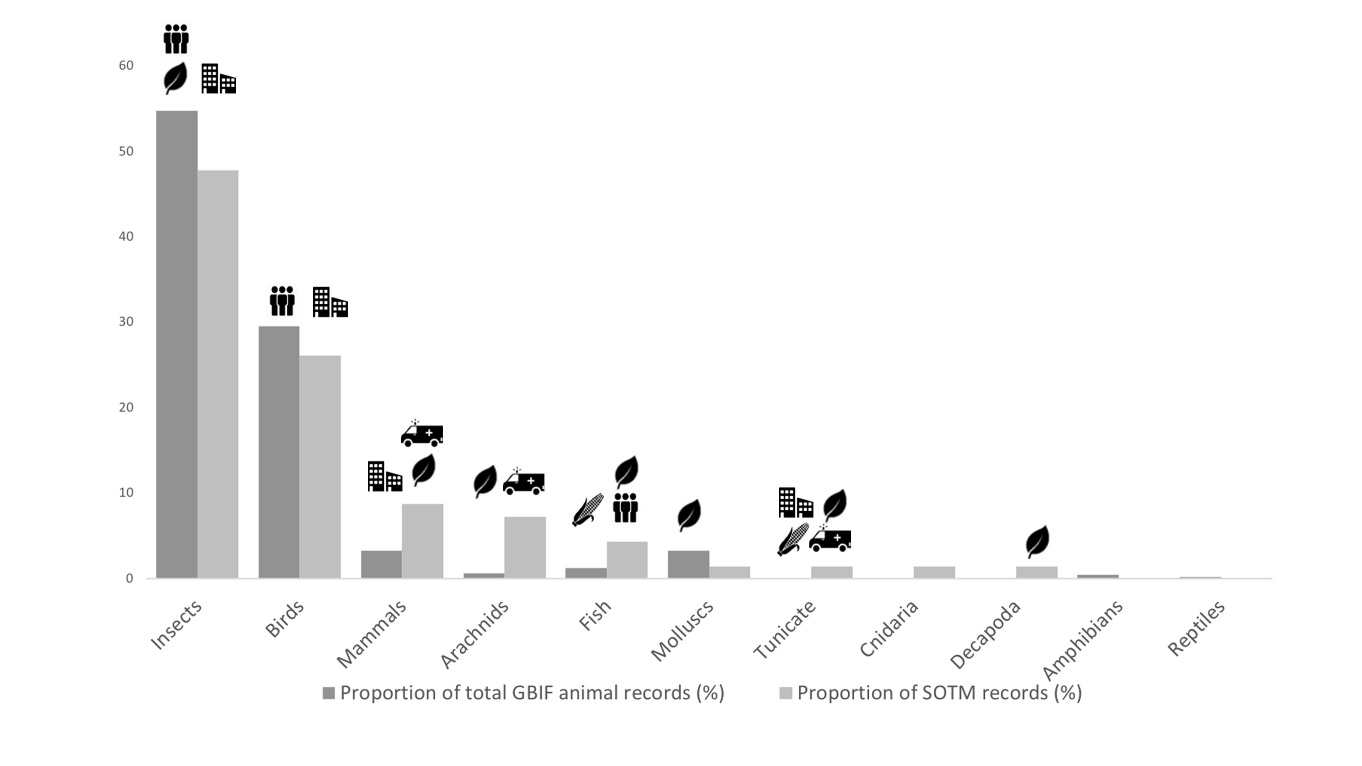 60
50
40
30
20
10
0
Insects
Birds
Mammals
Arachnids
Fish
Molluscs
Tunicate
Cnidaria
Decapoda
Amphibians
Reptiles
Proportion of total GBIF animal records (%)
Proportion of SOTM records (%)